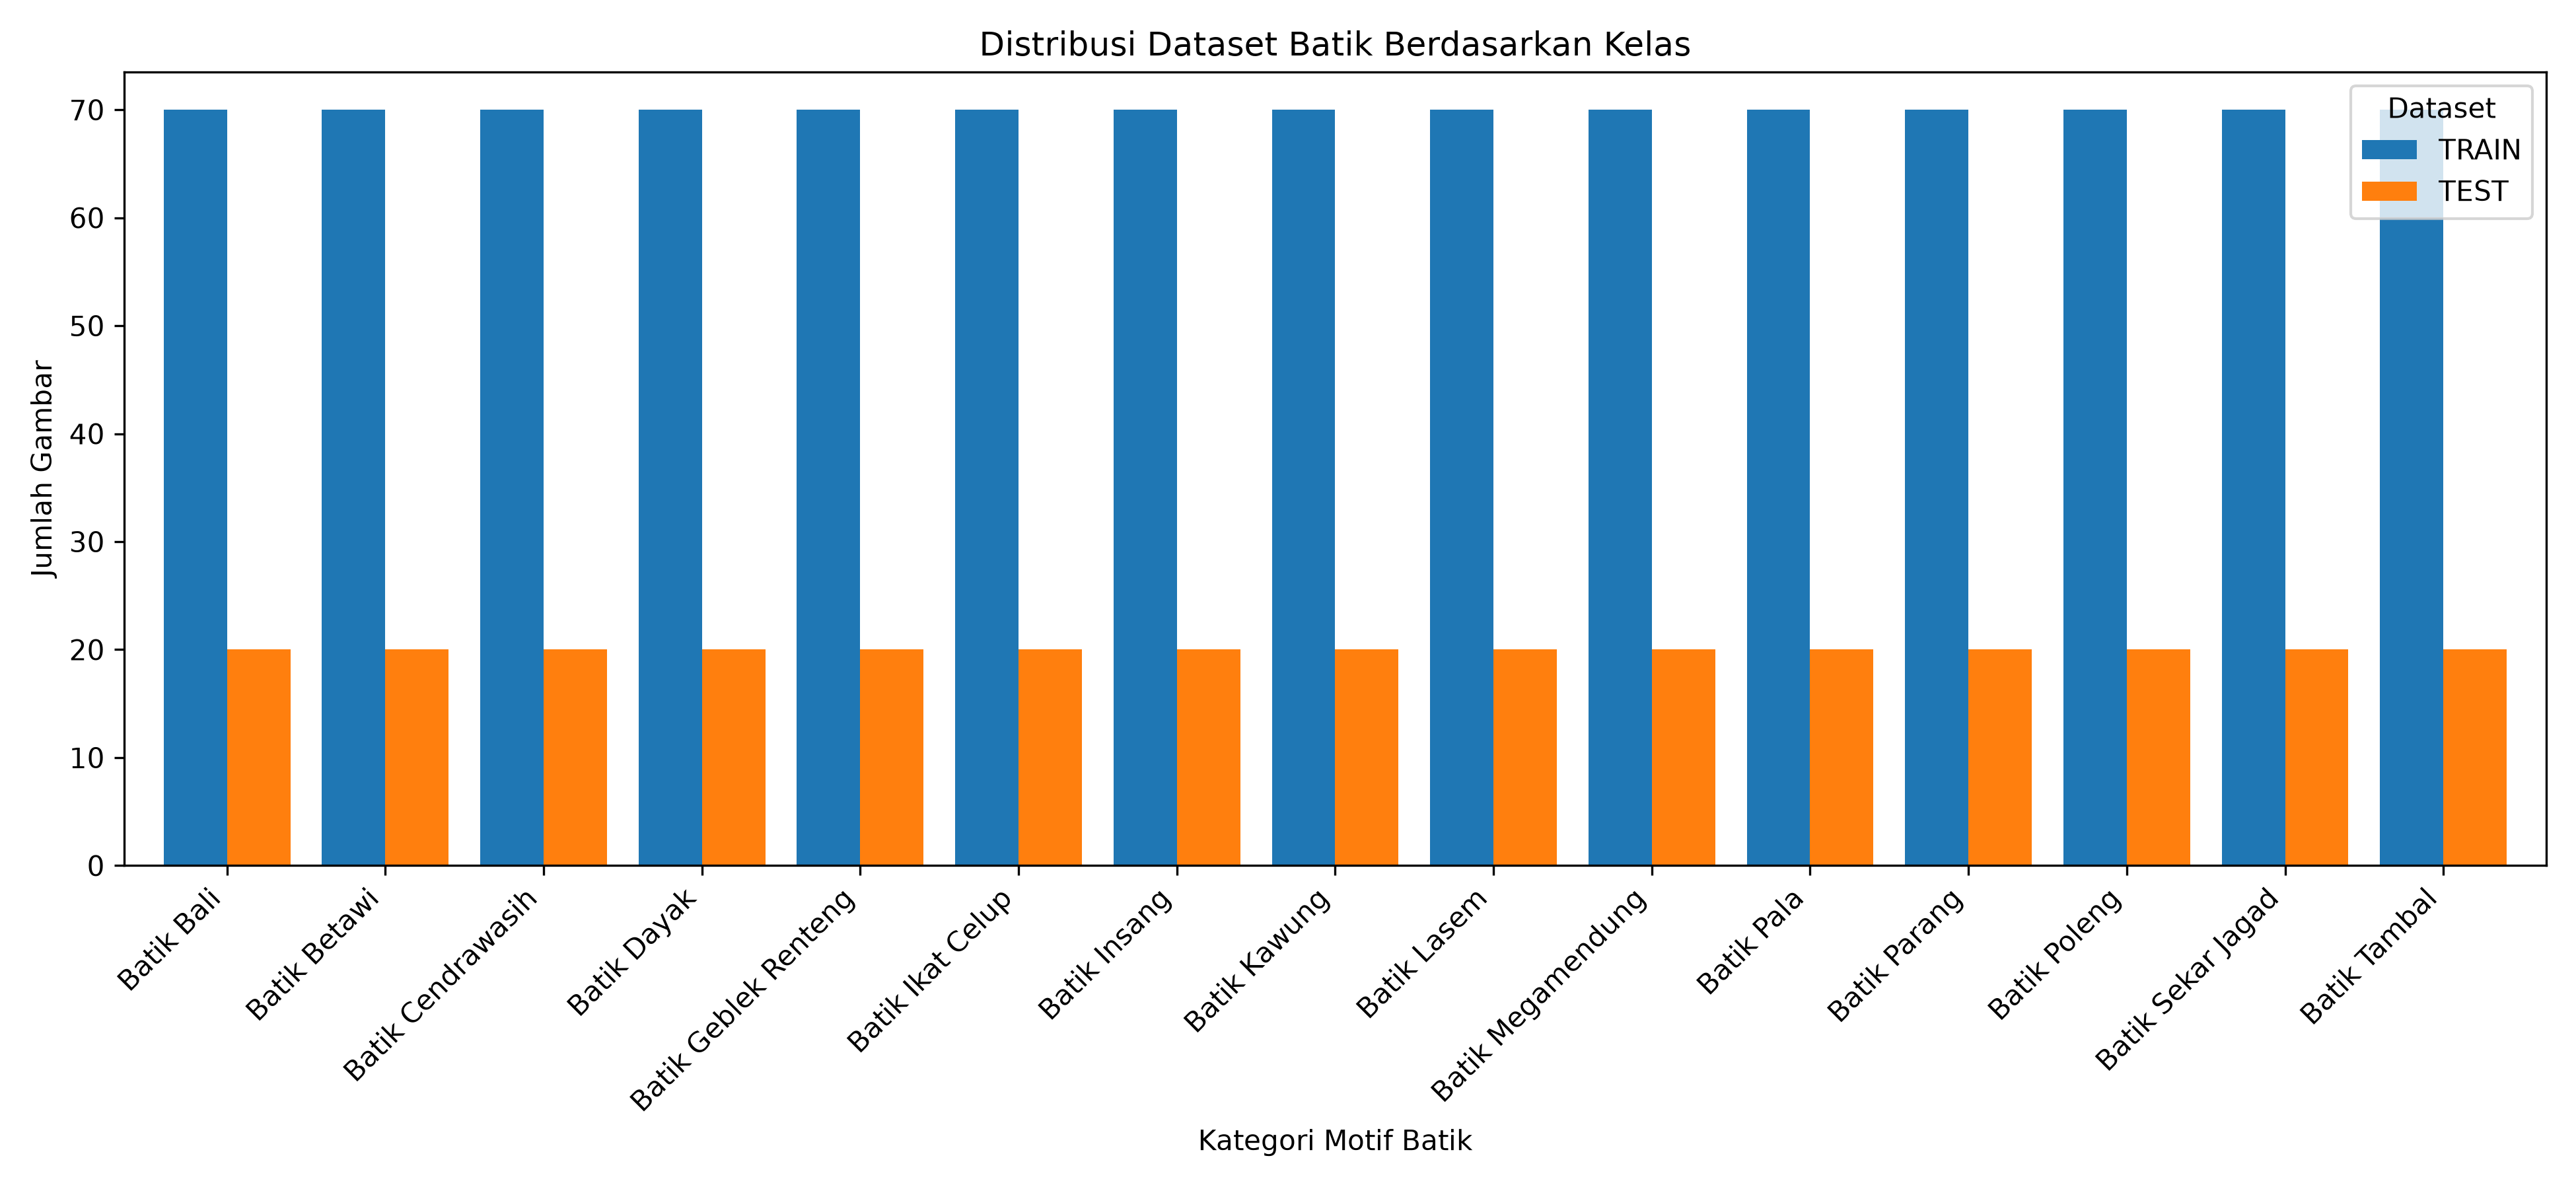 Distribusi Dataset Batik Berdasarkan Kelas
Dataset
TRAIN
TEST
Jumlah Gambar
70
60
50
40
30
20
10
0
Batik Bali
Batik Betawi
Batik Cendrawasih
Batik Dayak
Batik Geblek Renteng
Batik Ikat Celup
Batik Insang
Batik Kawung
Batik Lasem
Batik Megamendung
Batik Pala
Batik Parang
Batik Poleng
Batik Sekar Jagad
Batik Tambal
Kategori Motif Batik